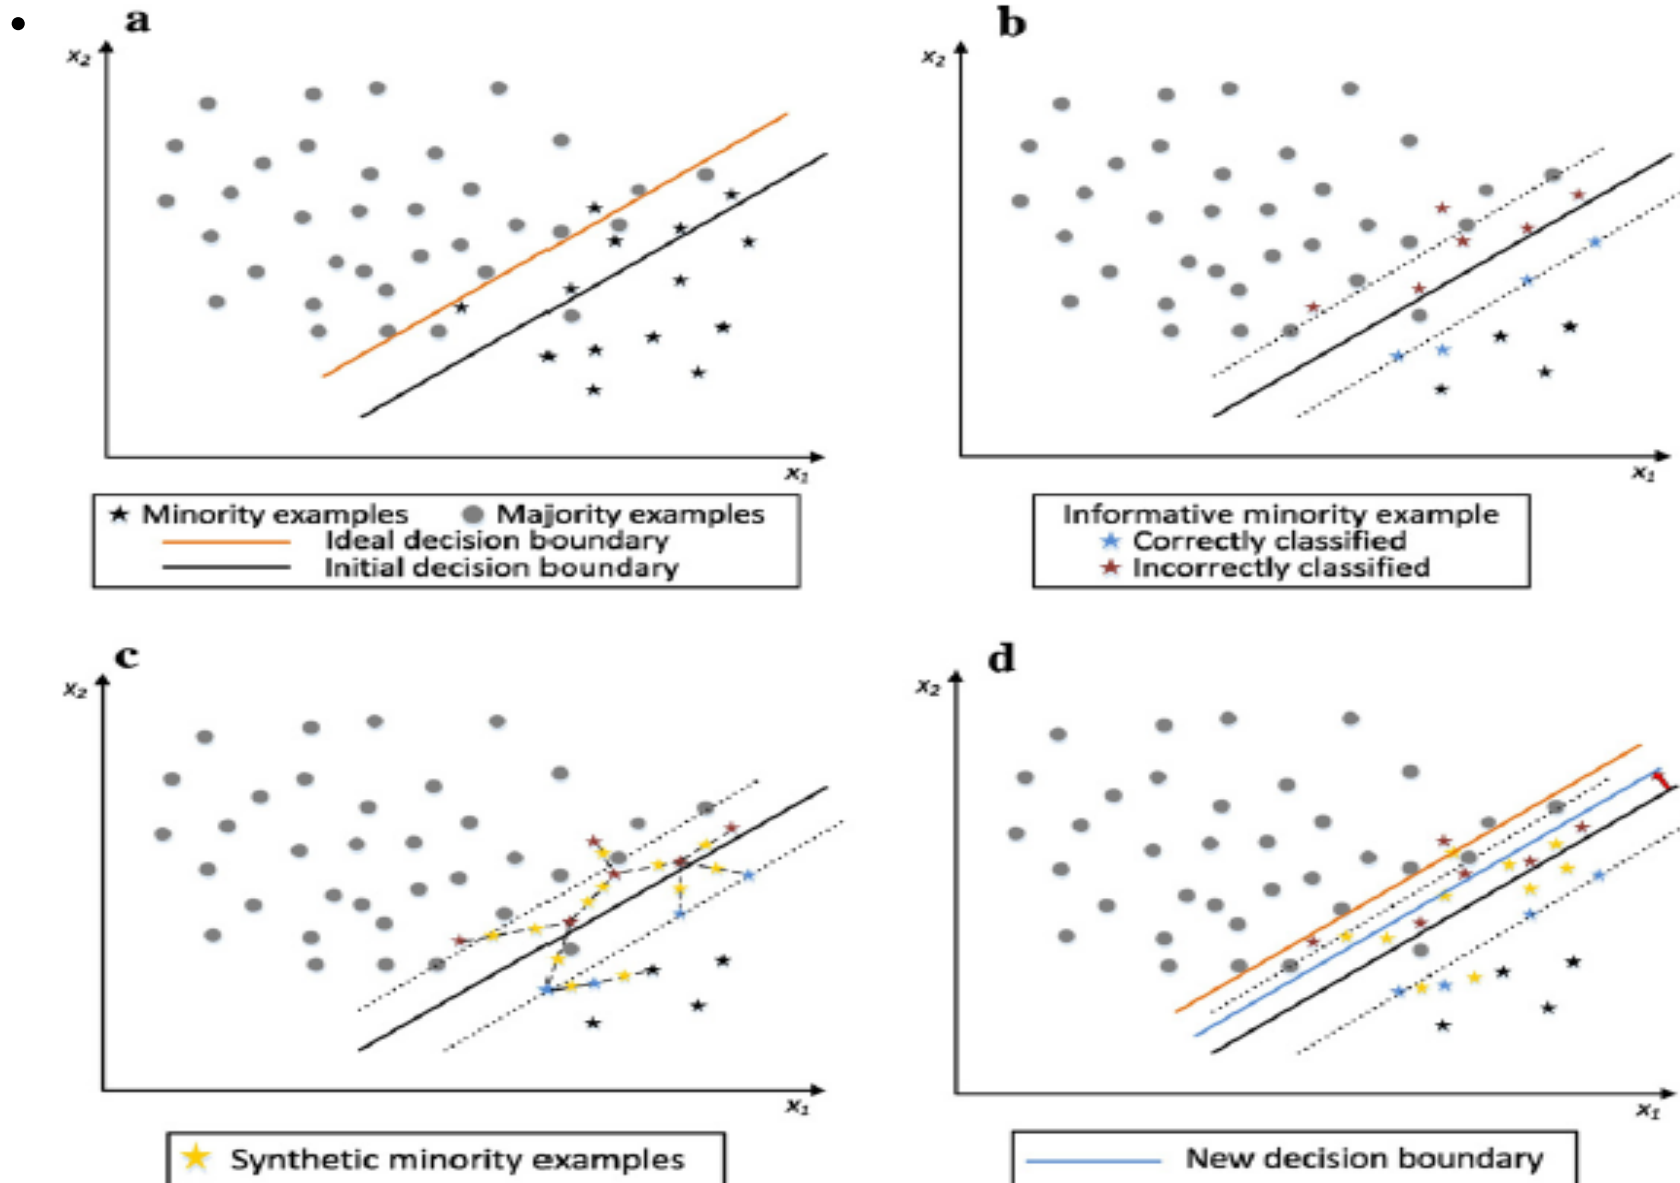 a
x₂
x₁
Minority examples Majority examples
Ideal decision boundary
Initial decision boundary
b
x₂
x₁
Informative minority example
Correctly classified
Incorrectly classified
c
x₂
x₁
Synthetic minority examples
d
x₂
x₁
New decision boundary